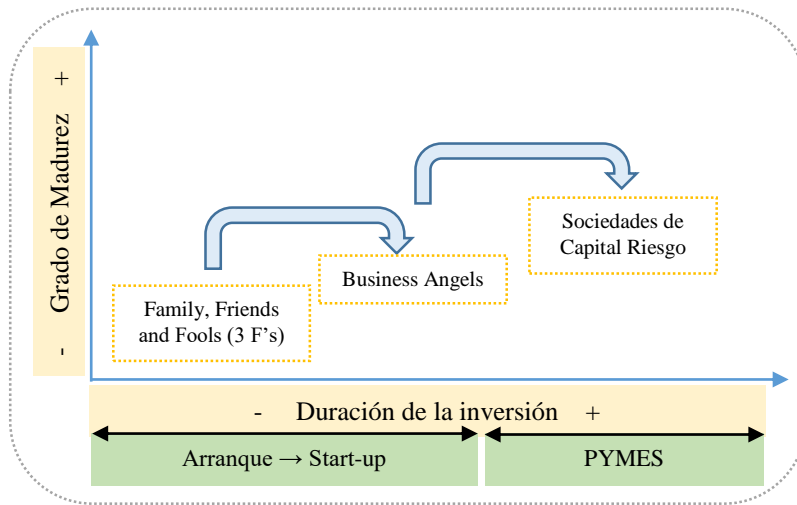 - Grado de Madurez +
Family, Friends
and Fools (3 F's)
Business Angels
Sociedades de
Capital Riesgo
- Duración de la inversión +
Arranque → Start-up
PYMES